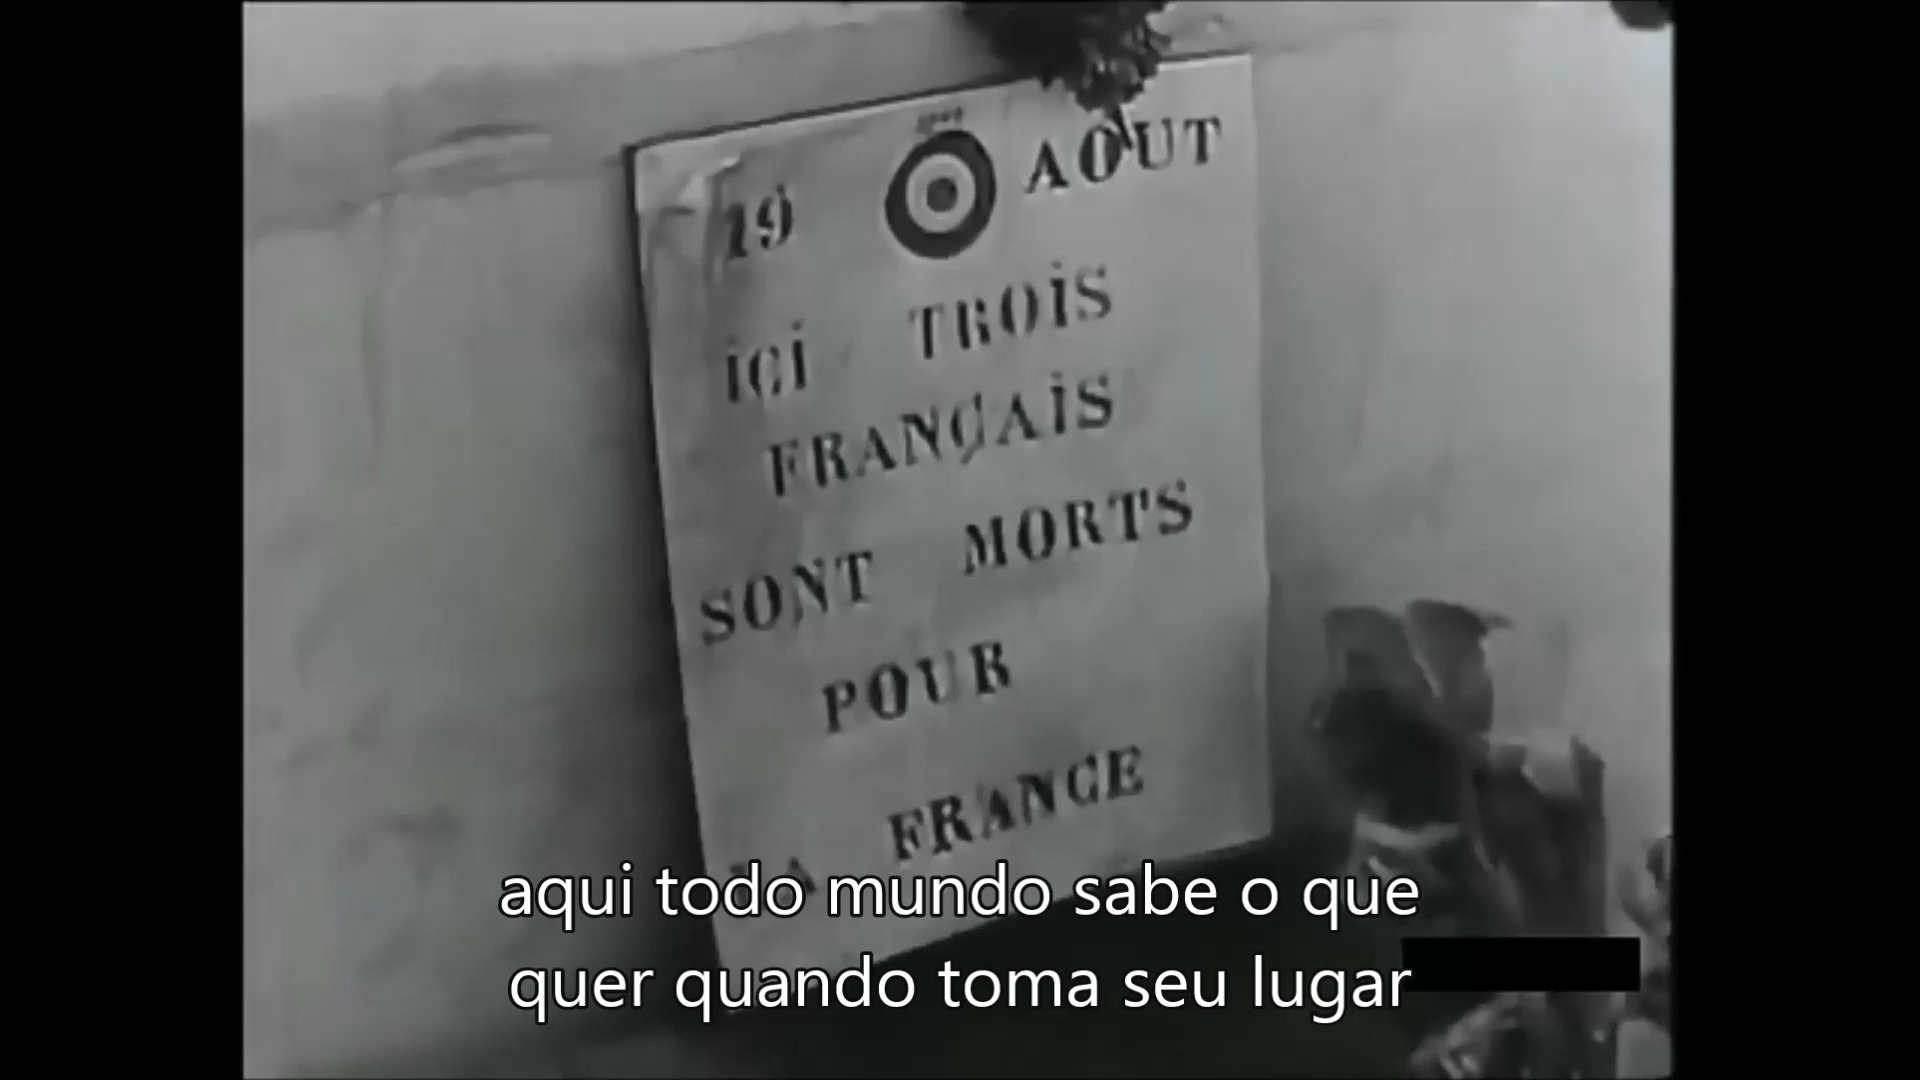 19 AOUT
iCi TROiS
FRANÇAiS
SONT MORTS
POUR
LA FRANCE
aqui todo mundo sabe o que
quer quando toma seu lugar